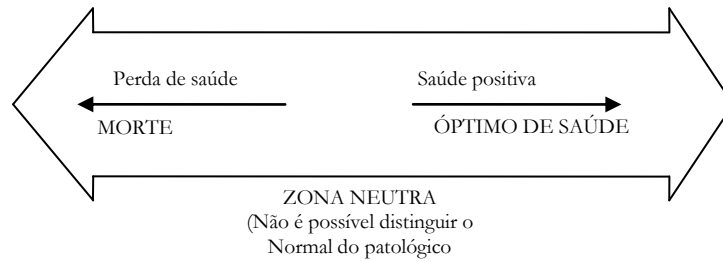 Perda de saúde
Saúde positiva
MORTE
ÓPTIMO DE SAÚDE
ZONA NEUTRA
(Não é possível distinguir o
Normal do patológico